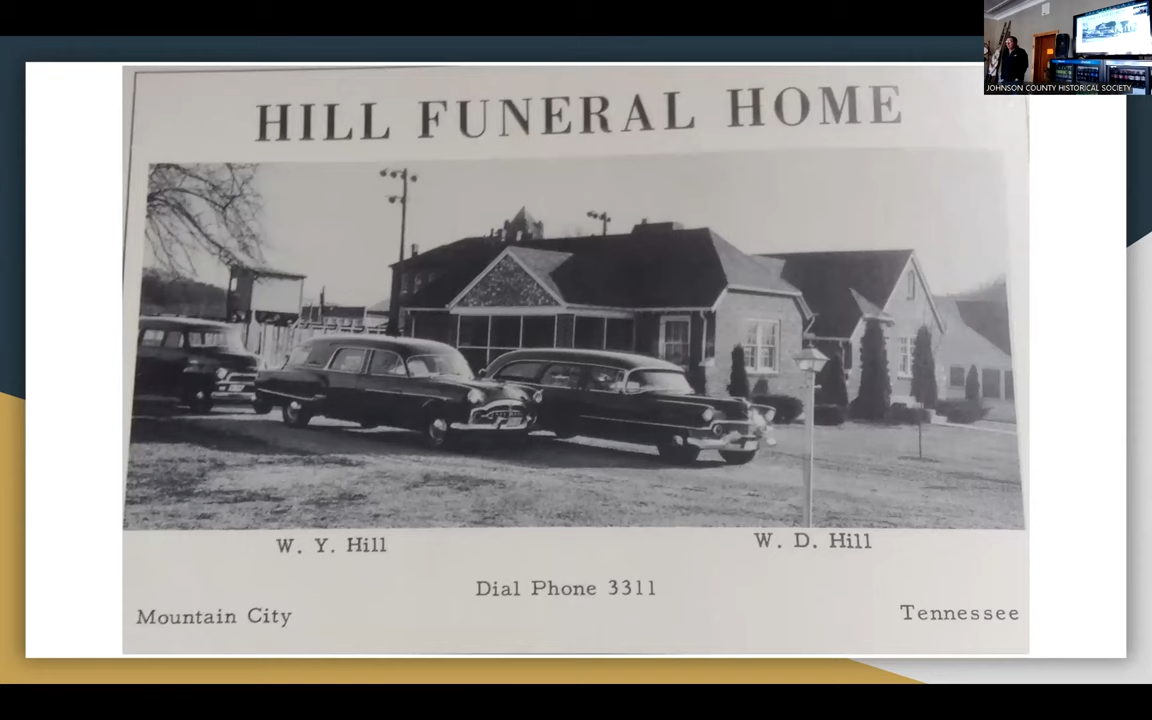 JOHNSON COUNTY HISTORICAL SOCIETY
HILL FUNERAL HOME
W. Y. Hill
W. D. Hill
Dial Phone 3311
Mountain City
Tennessee